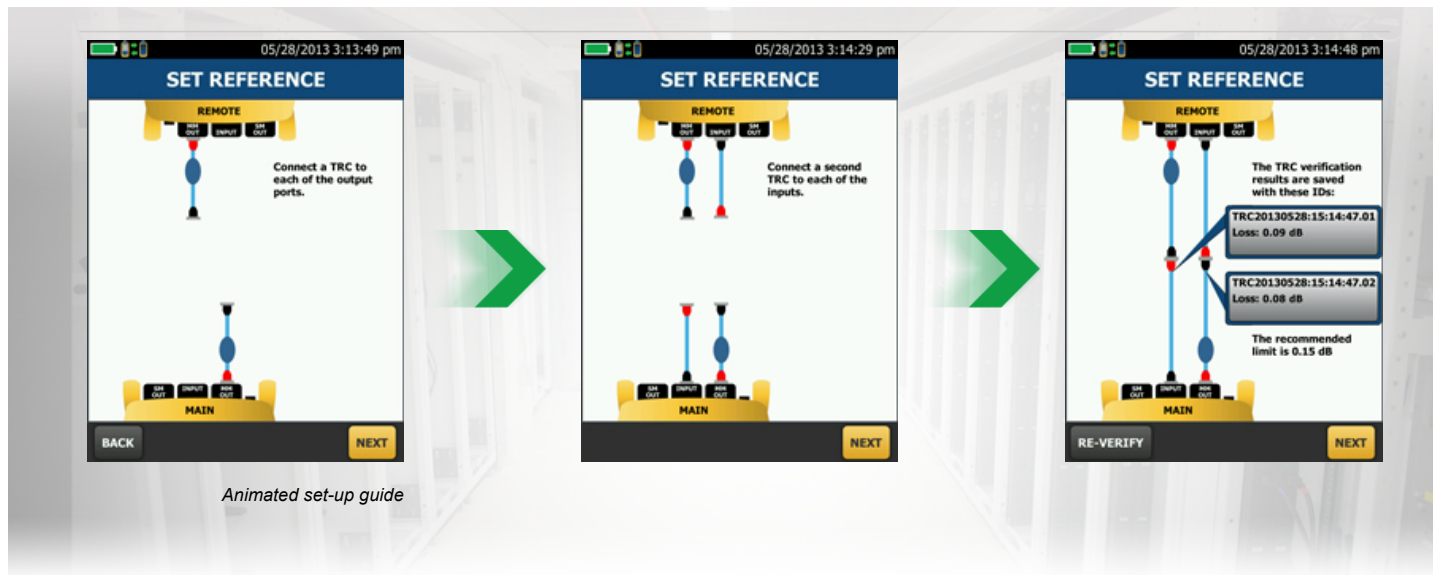 05/28/2013 3:13:49 pm
SET REFERENCE
REMOTE
MM OUT
INPUT
SM OUT
Connect a TRC to
each of the output
ports.
SM OUT
INPUT
MM OUT
MAIN
BACK
NEXT
Animated set-up guide
05/28/2013 3:14:29 pm
SET REFERENCE
REMOTE
MM OUT
INPUT
SM OUT
Connect a second
TRC to each of the
inputs.
SM OUT
INPUT
MM OUT
MAIN
NEXT
05/28/2013 3:14:48 pm
SET REFERENCE
REMOTE
MM OUT
INPUT
SM OUT
The TRC verification
results are saved
with these IDs:
TRC20130528:15:14:47.01
Loss: 0.09 dB
TRC20130528:15:14:47.02
Loss: 0.08 dB
The recommended
limit is 0.15 dB
SM OUT
INPUT
MM OUT
MAIN
RE-VERIFY
NEXT